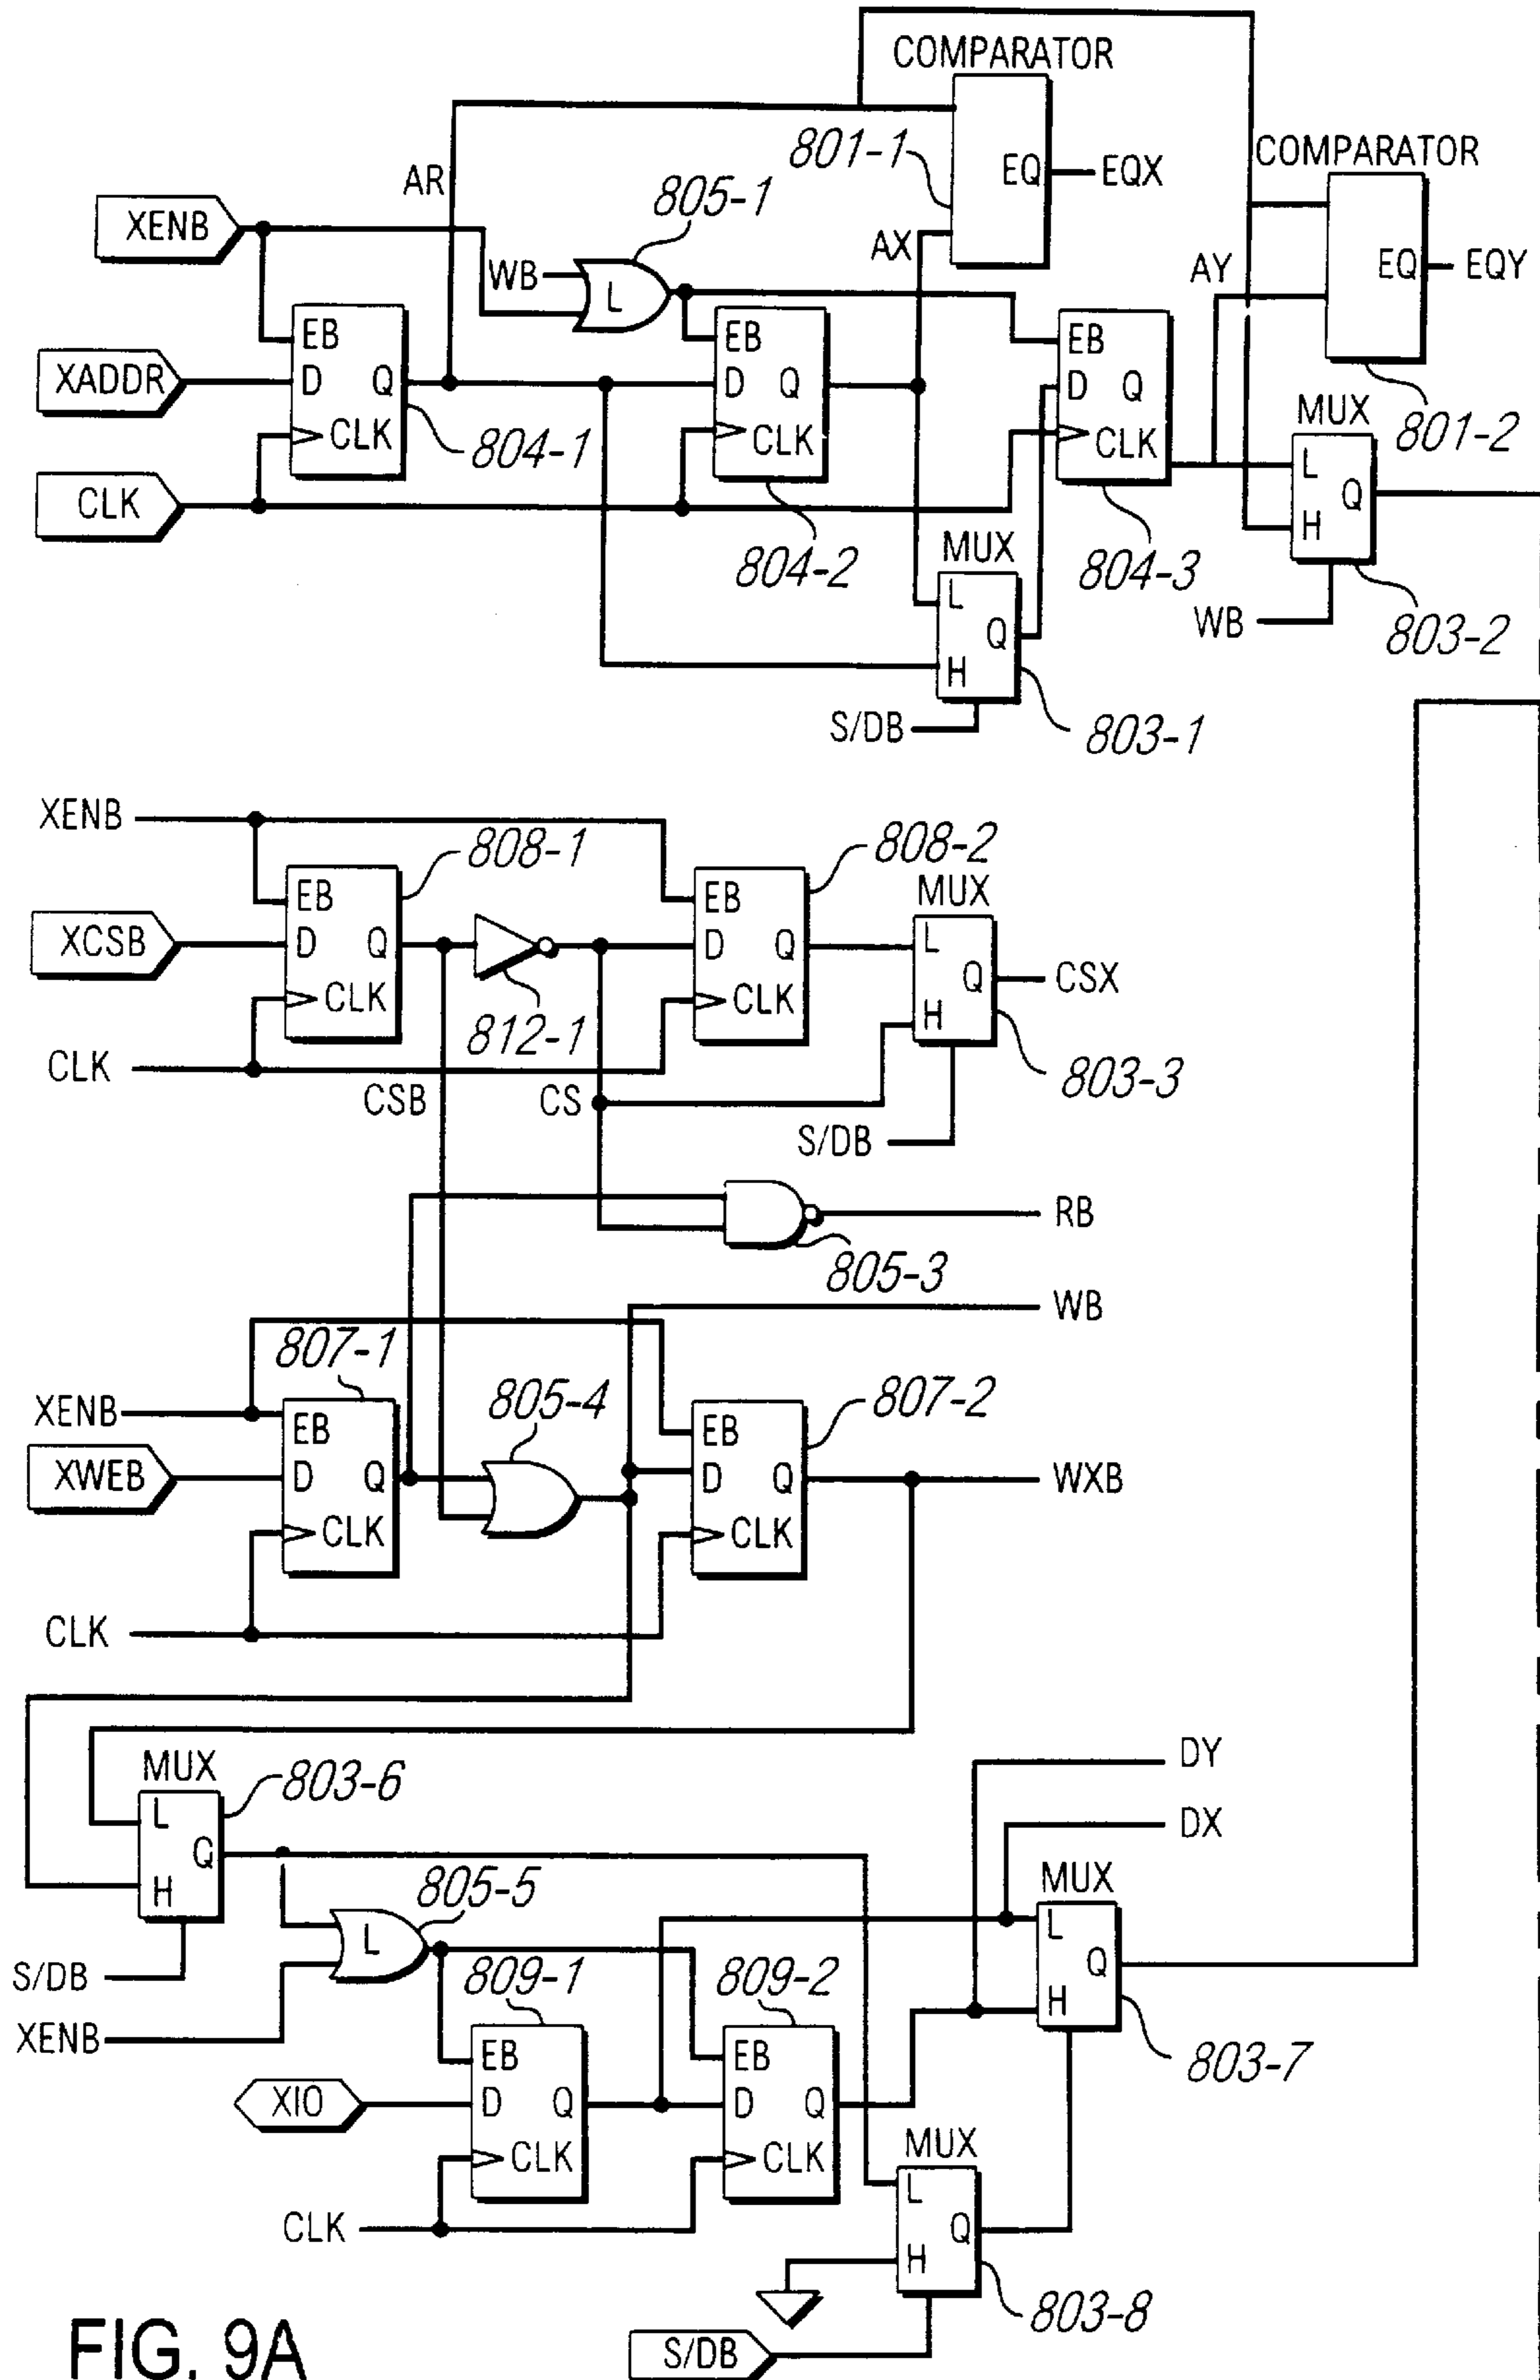 COMPARATOR
801-1
EQ
EQX
COMPARATOR
AR
805-1
XENB
WB
L
AX
AY
EQ
EQY
EB
XADDR
D
Q
CLK
804-1
EB
D
Q
CLK
EB
D
Q
CLK
MUX
801-2
CLK
804-2
MUX
804-3
L
Q
H
L
Q
H
WB
803-2
S/DB
803-1
XENB
808-1
808-2
MUX
EB
XCSB
D
Q
CLK
812-1
EB
D
Q
CLK
L
Q
H
CSX
CLK
CSB
CS
803-3
S/DB
RB
805-3
WB
807-1
XENB
805-4
807-2
EB
XWEB
D
Q
CLK
EB
D
Q
CLK
WXB
CLK
MUX
803-6
DY
L
Q
H
DX
805-5
MUX
L
L
Q
H
S/DB
809-1
809-2
XENB
EB
XIO
D
Q
CLK
EB
D
Q
CLK
803-7
MUX
CLK
L
Q
H
803-8
FIG. 9A
S/DB